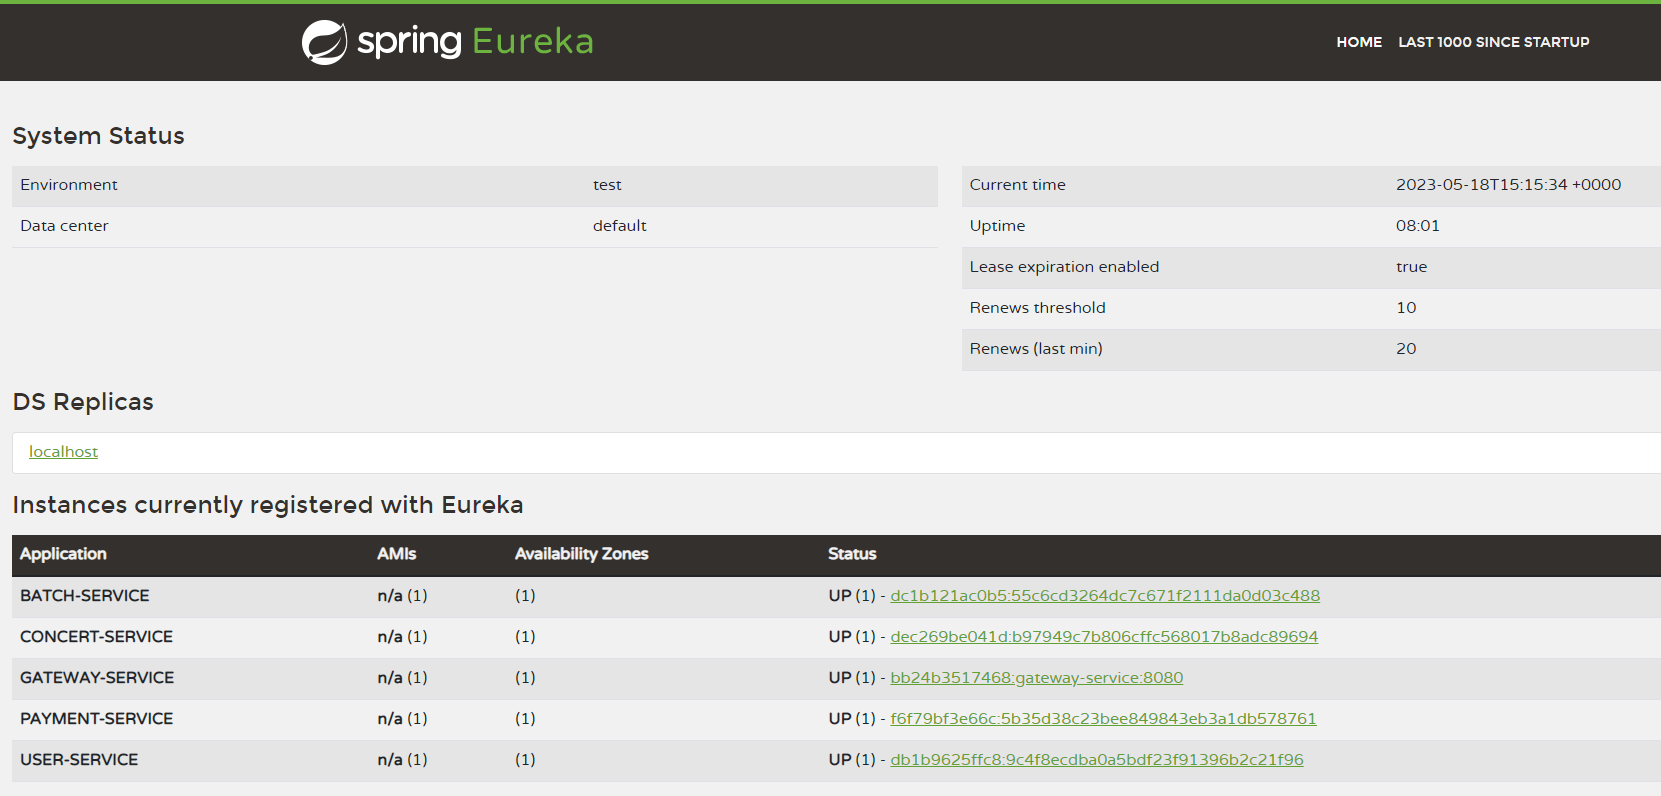 spring Eureka
HOME LAST 1000 SINCE STARTUP
System Status
Environment test
Data center default
Current time 2023-05-18T15:15:34 +0000
Uptime 08:01
Lease expiration enabled true
Renews threshold 10
Renews (last min) 20
DS Replicas
localhost
Instances currently registered with Eureka
Application AMIs Availability Zones Status
BATCH-SERVICE n/a (1) (1) UP (1) - dc1b121ac0b5:55c6cd3264dc7c671f2111da0d03c488
CONCERT-SERVICE n/a (1) (1) UP (1) - dec269be041d:b97949c7b806cffc568017b8adc89694
GATEWAY-SERVICE n/a (1) (1) UP (1) - bb24b3517468:gateway-service:8080
PAYMENT-SERVICE n/a (1) (1) UP (1) - f6f79bf3e66c:5b35d38c23bee849843eb3a1db578761
USER-SERVICE n/a (1) (1) UP (1) - db1b9625ffc8:9c4f8ecdba0a5bdf23f91396b2c21f96